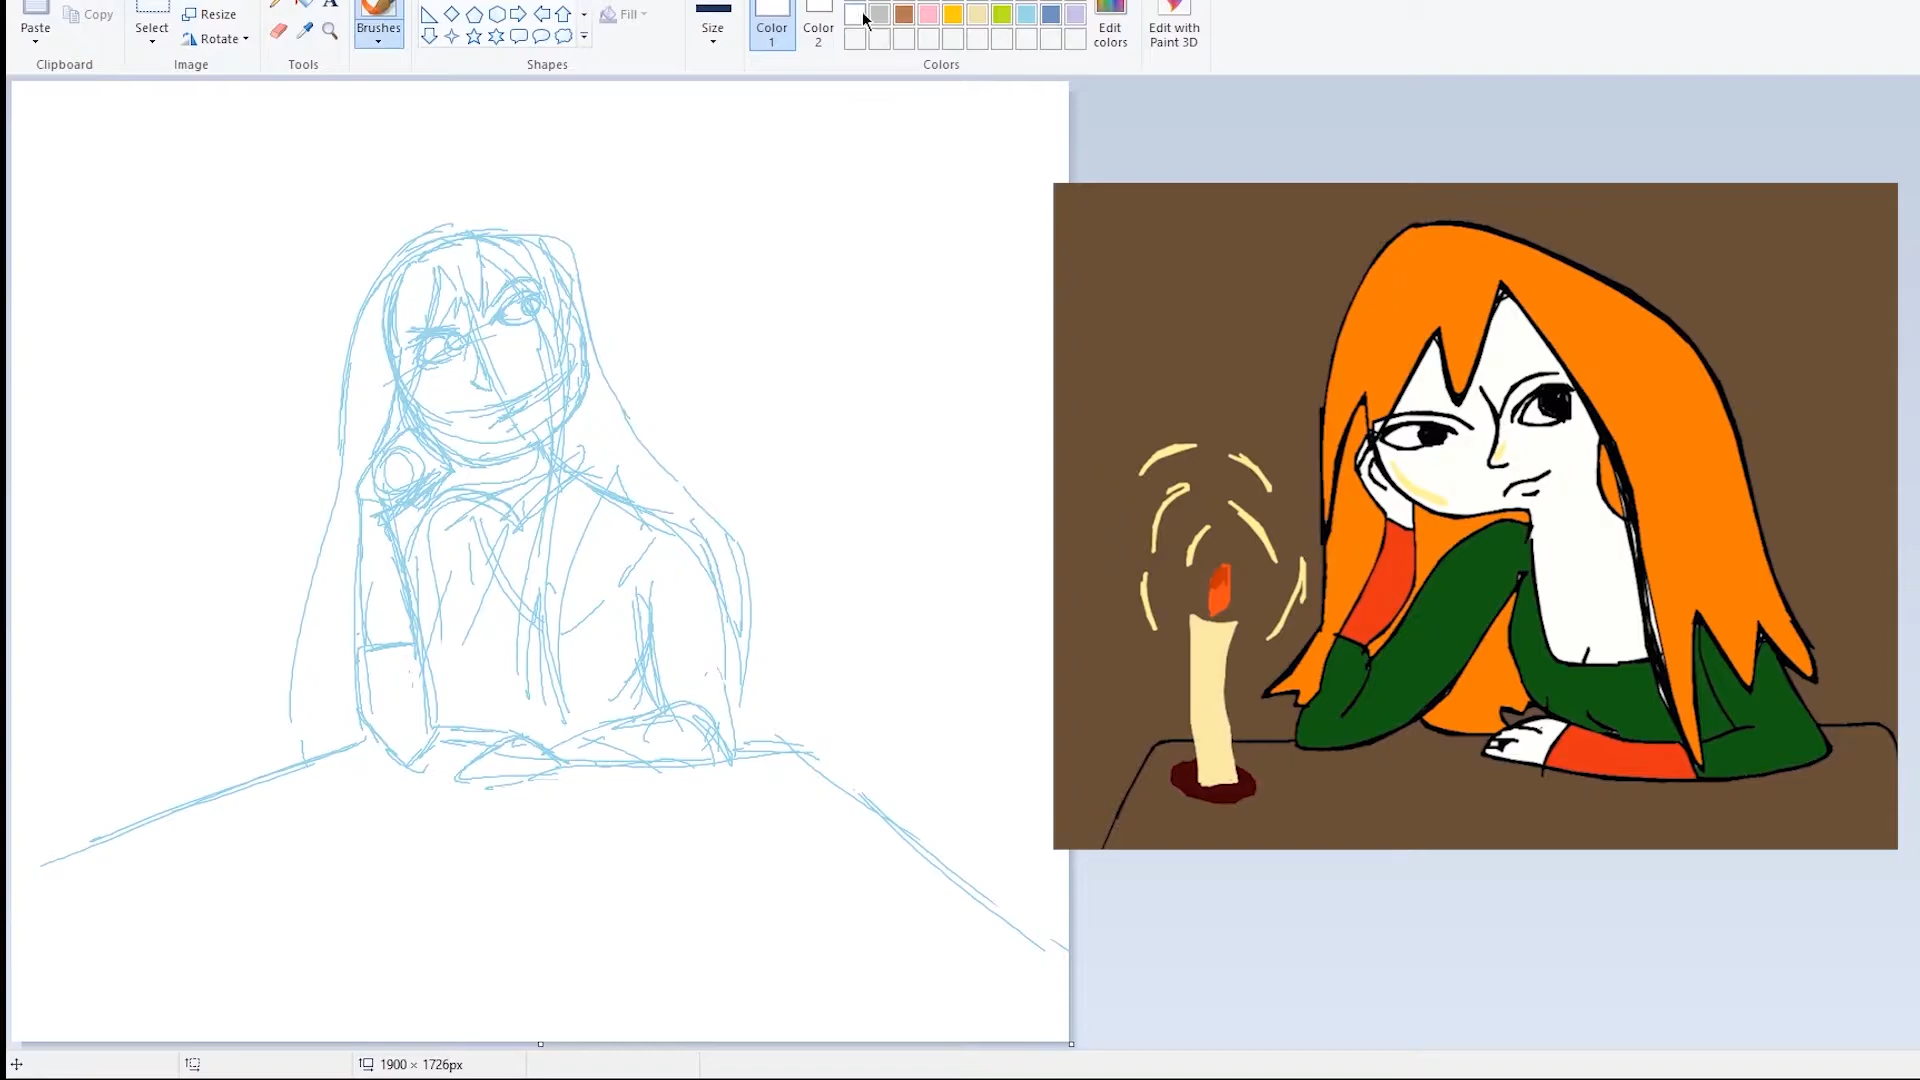 Paste
Copy
Clipboard
Select
Resize
Rotate
Image
A
Tools
Brushes
Fill
Shapes
Size
Color
1
Color
2
Edit
colors
Edit with
Paint 3D
Colors
1900 × 1726px